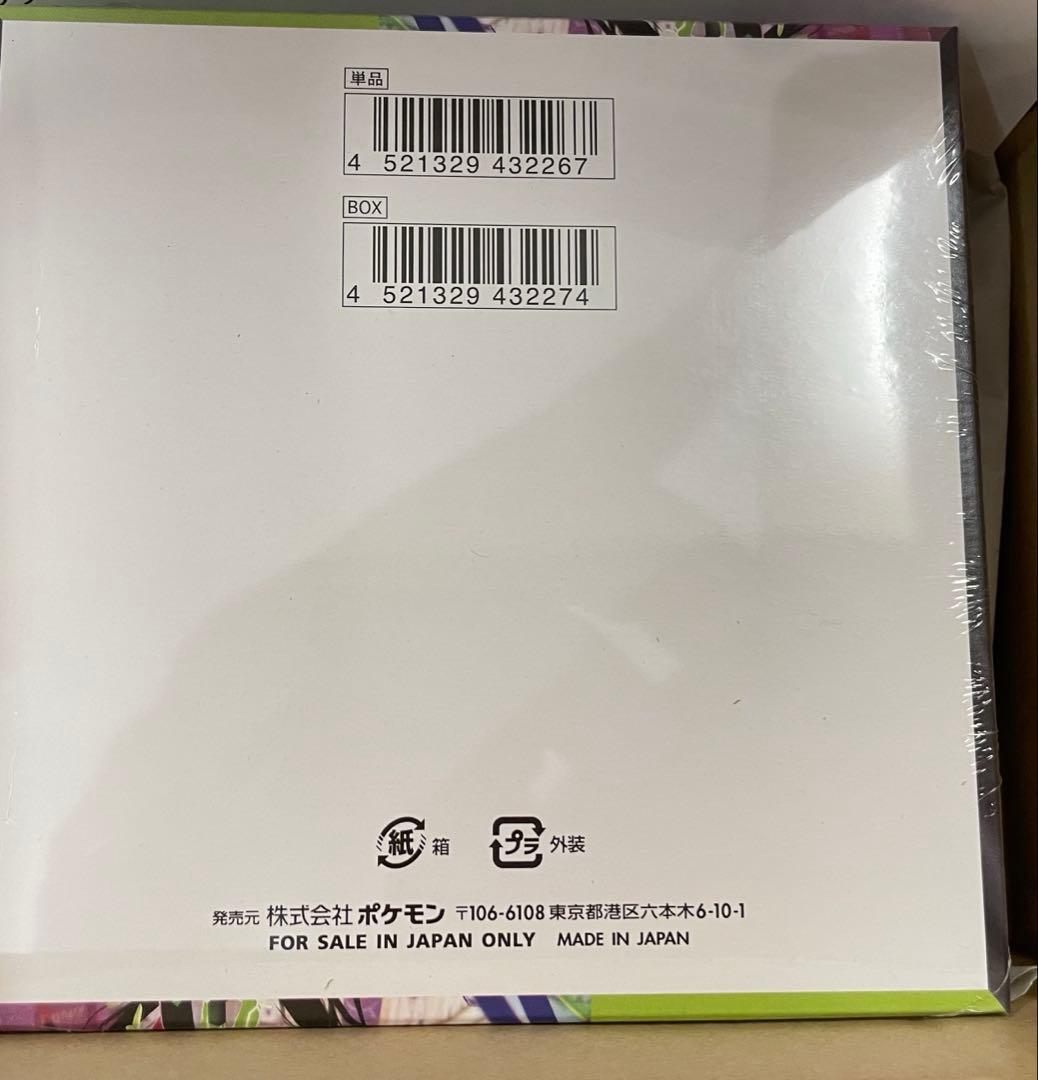 単品
4 521329 432267
BOX
4 521329 432274
紙 箱 プラ 外装
発売元 株式会社ポケモン 〒106-6108 東京都港区六本木6-10-1
FOR SALE IN JAPAN ONLY MADE IN JAPAN